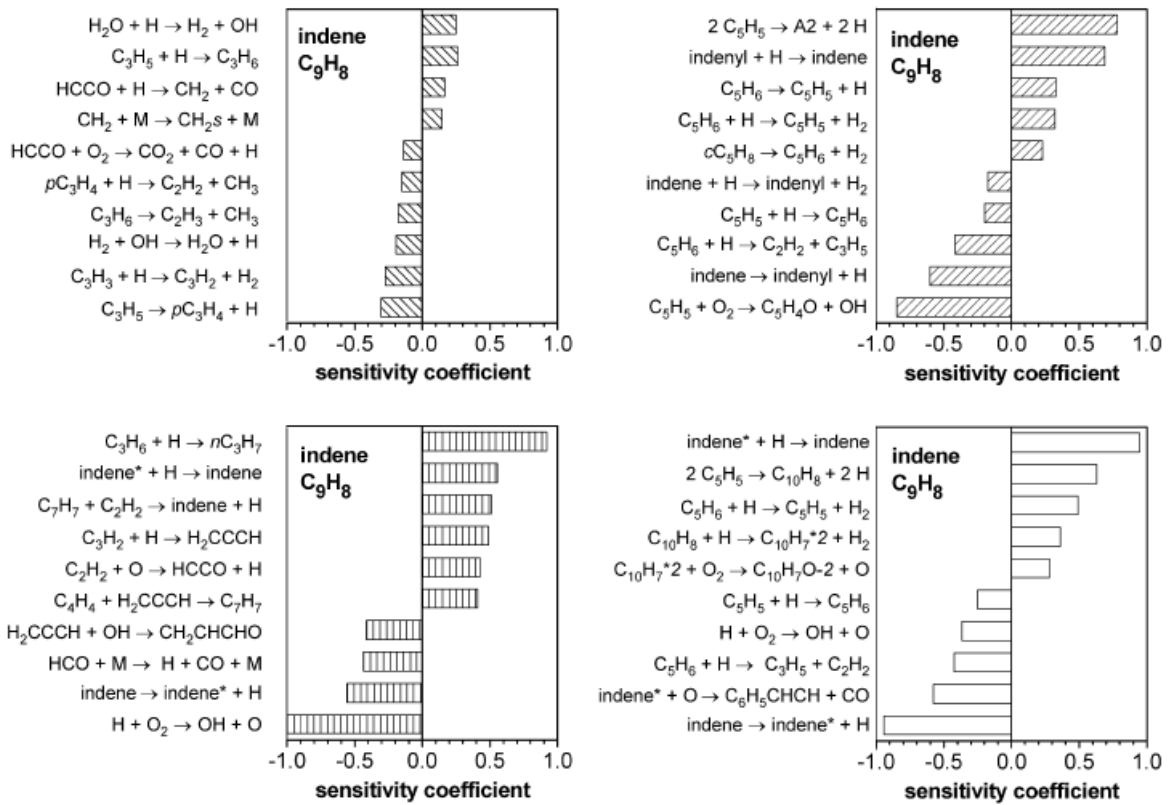 H₂O + H → H₂ + OH
C₃H₅ + H → C₃H₆
HCCO + H → CH₂ + CO
CH₂ + M → CH₂s + M
HCCO + O₂ → CO₂ + CO + H
pC₃H₄ + H → C₂H₂ + CH₃
C₃H₆ → C₂H₃ + CH₃
H₂ + OH → H₂O + H
C₃H₃ + H → C₃H₂ + H₂
C₃H₅ → pC₃H₄ + H
indene
C₉H₈
-1.0 -0.5 0.0 0.5 1.0
sensitivity coefficient
2 C₅H₅ → A2 + 2 H
indenyl + H → indene
C₅H₆ → C₅H₅ + H
C₅H₆ + H → C₅H₅ + H₂
cC₅H₈ → C₅H₆ + H₂
indene + H → indenyl + H₂
C₅H₅ + H → C₅H₆
C₅H₆ + H → C₂H₂ + C₃H₅
indene → indenyl + H
C₅H₅ + O₂ → C₅H₄O + OH
indene
C₉H₈
-1.0 -0.5 0.0 0.5 1.0
sensitivity coefficient
C₃H₆ + H → nC₃H₇
indene* + H → indene
C₇H₇ + C₂H₂ → indene + H
C₃H₂ + H → H₂CCCH
C₂H₂ + O → HCCO + H
C₄H₄ + H₂CCCH → C₇H₇
H₂CCCH + OH → CH₂CHCHO
HCO + M → H + CO + M
indene → indene* + H
H + O₂ → OH + O
indene
C₉H₈
-1.0 -0.5 0.0 0.5 1.0
sensitivity coefficient
indene* + H → indene
2 C₅H₅ → C₁₀H₈ + 2 H
C₅H₆ + H → C₅H₅ + H₂
C₁₀H₈ + H → C₁₀H₇*2 + H₂
C₁₀H₇*2 + O₂ → C₁₀H₇O-2 + O
C₅H₅ + H → C₅H₆
H + O₂ → OH + O
C₅H₆ + H → C₃H₅ + C₂H₂
indene* + O → C₆H₅CHCH + CO
indene → indene* + H
indene
C₉H₈
-1.0 -0.5 0.0 0.5 1.0
sensitivity coefficient